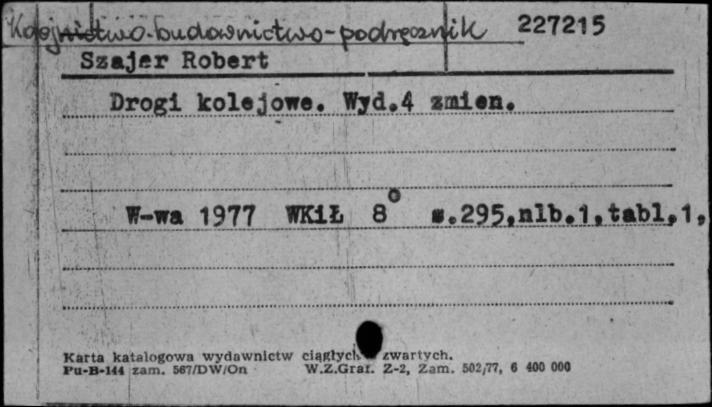 Kolejnictwo-budownictwo-podręcznik 227215
Szajer Robert
Drogi kolejowe. Wyd.4 zmien.
W-wa 1977 WKiŁ 8° s.295,nlb.1,tabl,1,
Karta katalogowa wydawnictw ciągłych zwartych.
Pu-B-144 zam. 567/DW/On W.Z.Graf. Z-2, Zam. 502/77, 6 400 000